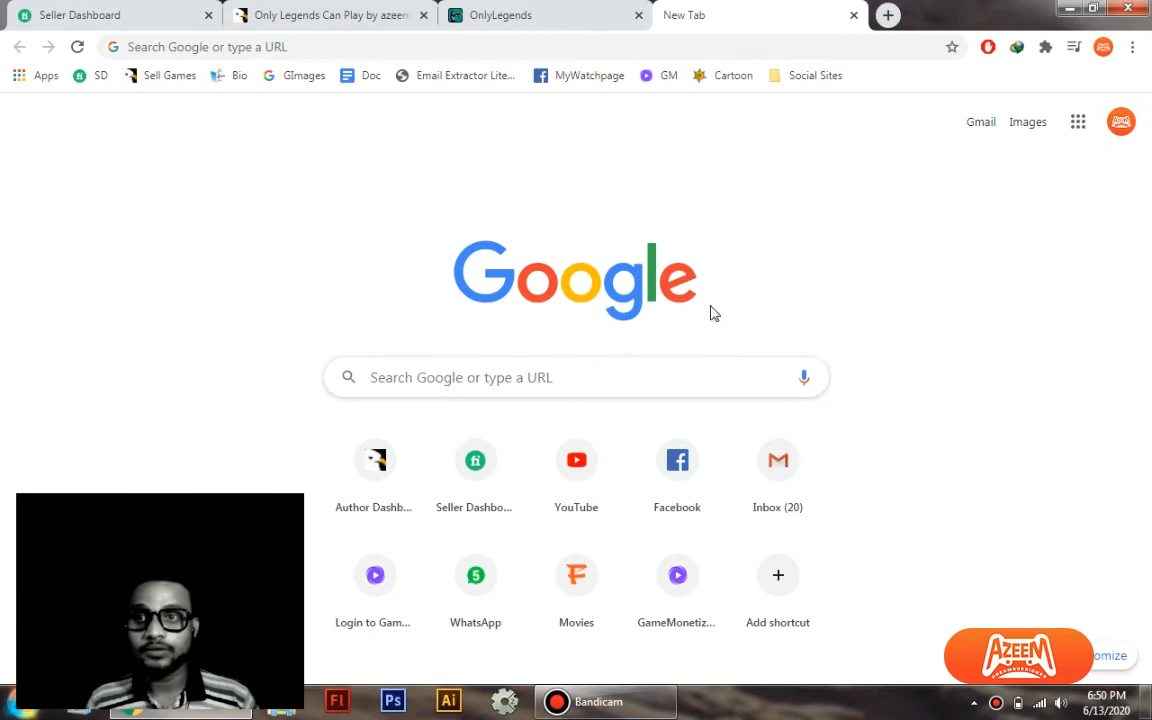 Seller Dashboard
Only Legends Can Play by azeem
OnlyLegends
New Tab
Search Google or type a URL
Apps
SD
Sell Games
Bio
GImages
Doc
Email Extractor Lite...
MyWatchpage
GM
Cartoon
Social Sites
Gmail
Images
Google
Search Google or type a URL
Author Dashb...
Seller Dashbo...
YouTube
Facebook
Inbox (20)
Login to Gam...
WhatsApp
Movies
GameMonetiz...
Add shortcut
AZEEM
DREAMSDESIGNER
omize
Fl
Ps
Ai
Bandicam
6:50 PM
6/13/2020